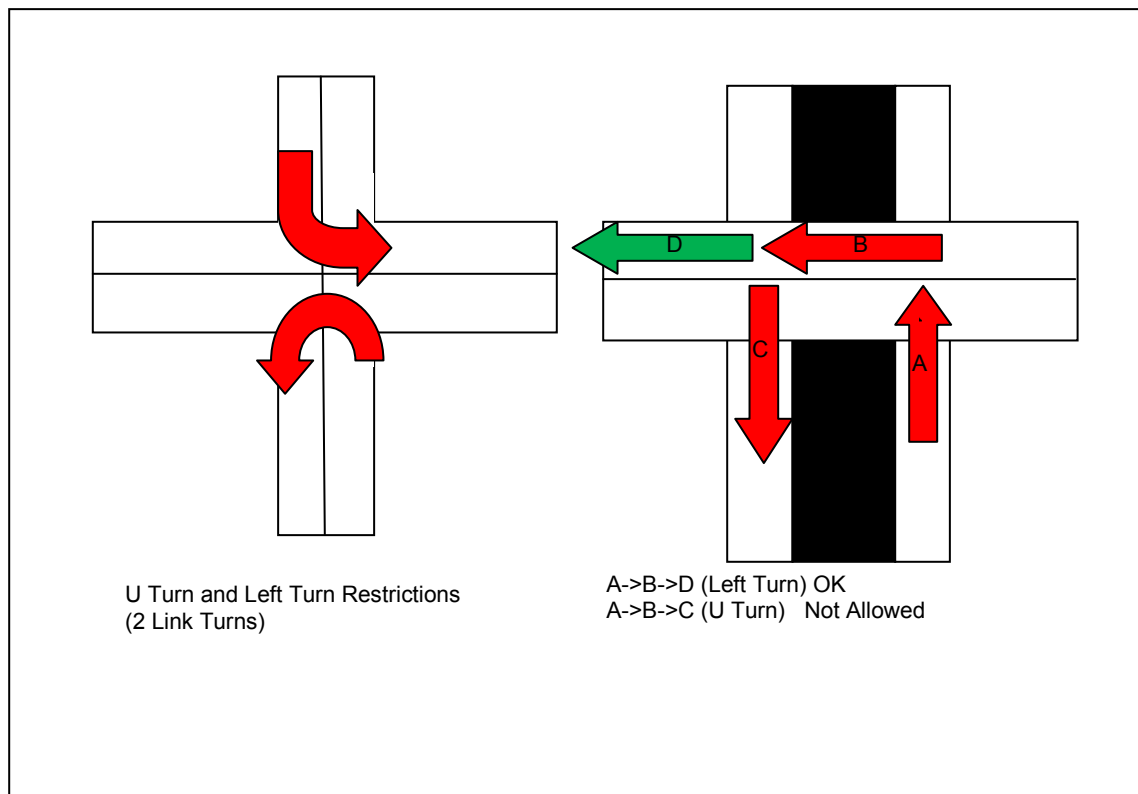 D
B
C
A
U Turn and Left Turn Restrictions
(2 Link Turns)
A->B->D (Left Turn) OK
A->B->C (U Turn) Not Allowed